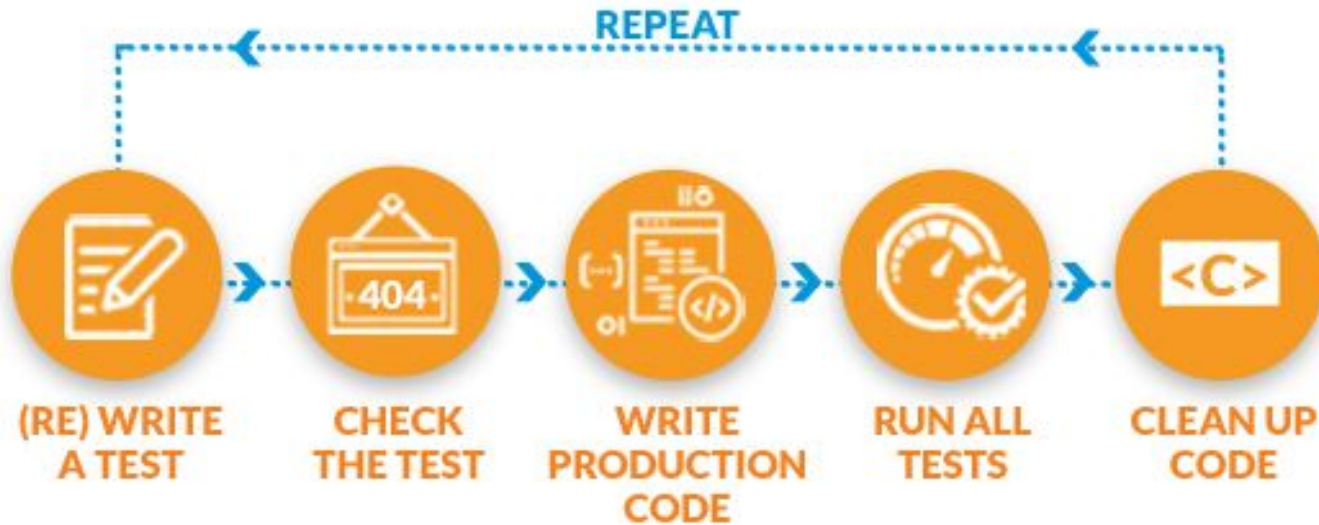 REPEAT
404
<C>
(RE) WRITE
A TEST
CHECK
THE TEST
WRITE
PRODUCTION
CODE
RUN ALL
TESTS
CLEAN UP
CODE